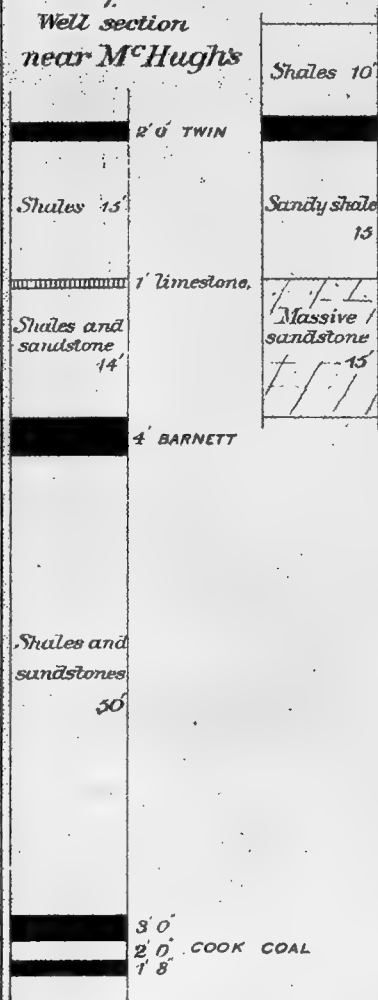 1.
Well section
near McHugh's
2' 0" TWIN
Shales 15'
1' limestone.
Shales and
sandstone
14'
4' BARNETT
Shales and
sandstones
50'
3' 0"
2' 0" COOK COAL
1' 8"
Shales 10'
Sandy shale
15
Massive
sandstone
15'